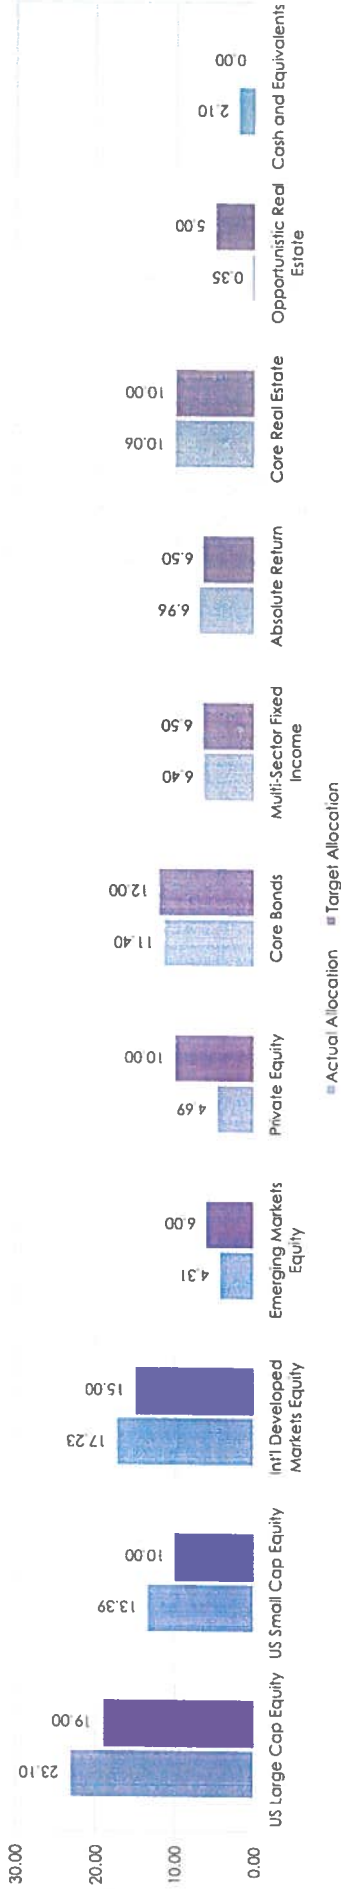 30.00
20.00
10.00
0.00
23.10
19.00
US Large Cap Equity
13.39
10.00
US Small Cap Equity
17.23
15.00
Int'l Developed
Markets Equity
4.31
6.00
Emerging Markets
Equity
4.69
10.00
Private Equity
11.40
12.00
Core Bonds
6.40
6.50
Multi-Sector Fixed
Income
6.96
6.50
Absolute Return
10.06
10.00
Core Real Estate
0.35
5.00
Opportunistic Real
Estate
2.10
0.00
Cash and Equivalents
Actual Allocation
Target Allocation